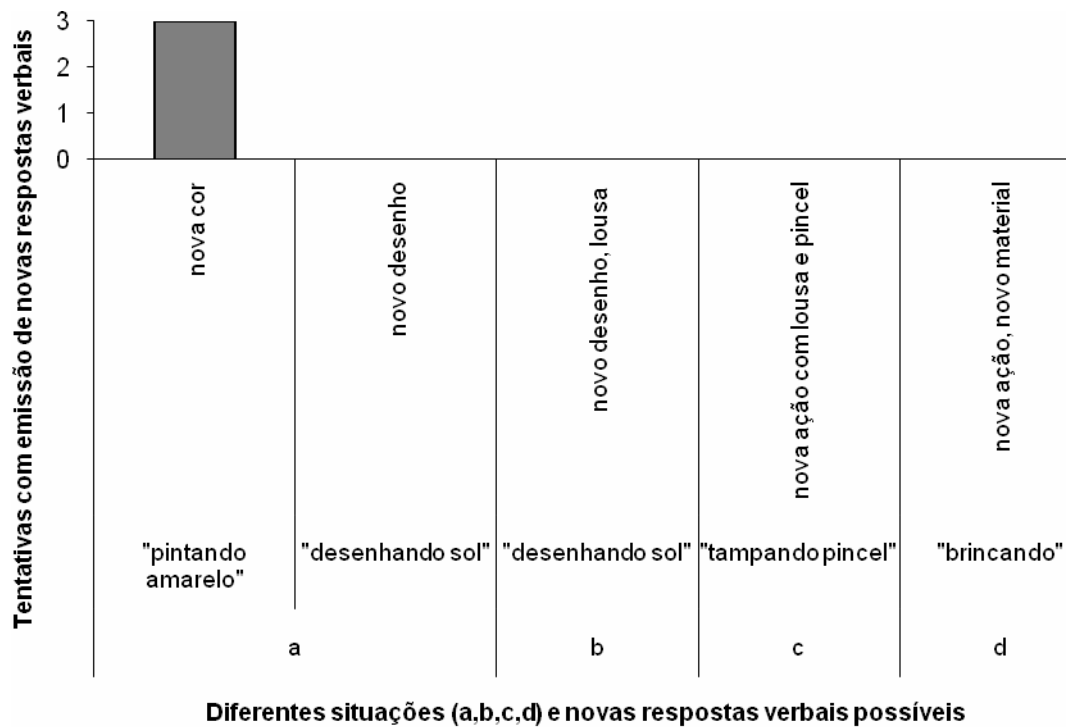 Tentativas com emissão de novas respostas verbais
3
2
1
0
nova cor
novo desenho
novo desenho, lousa
nova ação com lousa e pincel
nova ação, novo material
"pintando
amarelo"
"desenhando sol"
"desenhando sol"
"tampando pincel"
"brincando"
a
b
c
d
Diferentes situações (a,b,c,d) e novas respostas verbais possíveis